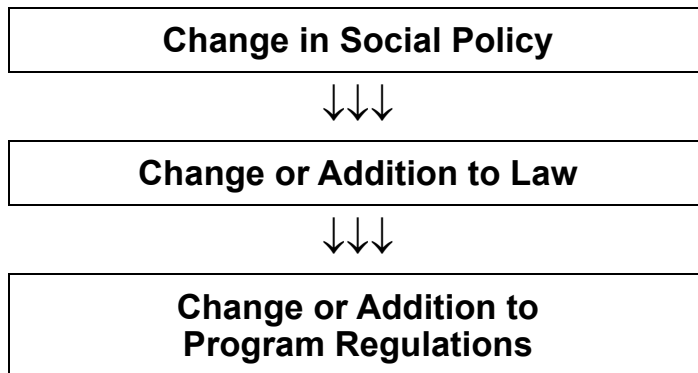 Change in Social Policy
↓↓↓
Change or Addition to Law
↓↓↓
Change or Addition to
Program Regulations